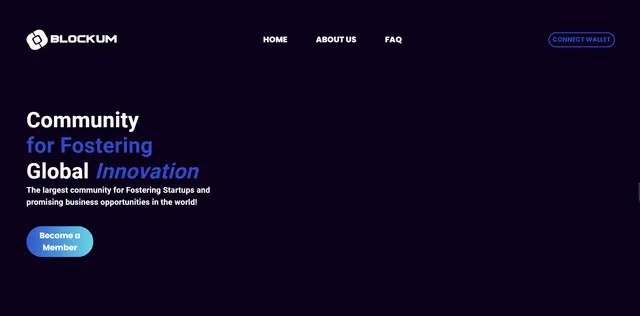 BLOCKUM
HOME
ABOUT US
FAQ
CONNECT WALLET
Community
for Fostering
Global Innovation
The largest community for Fostering Startups and
promising business opportunities in the world!
Become a
Member